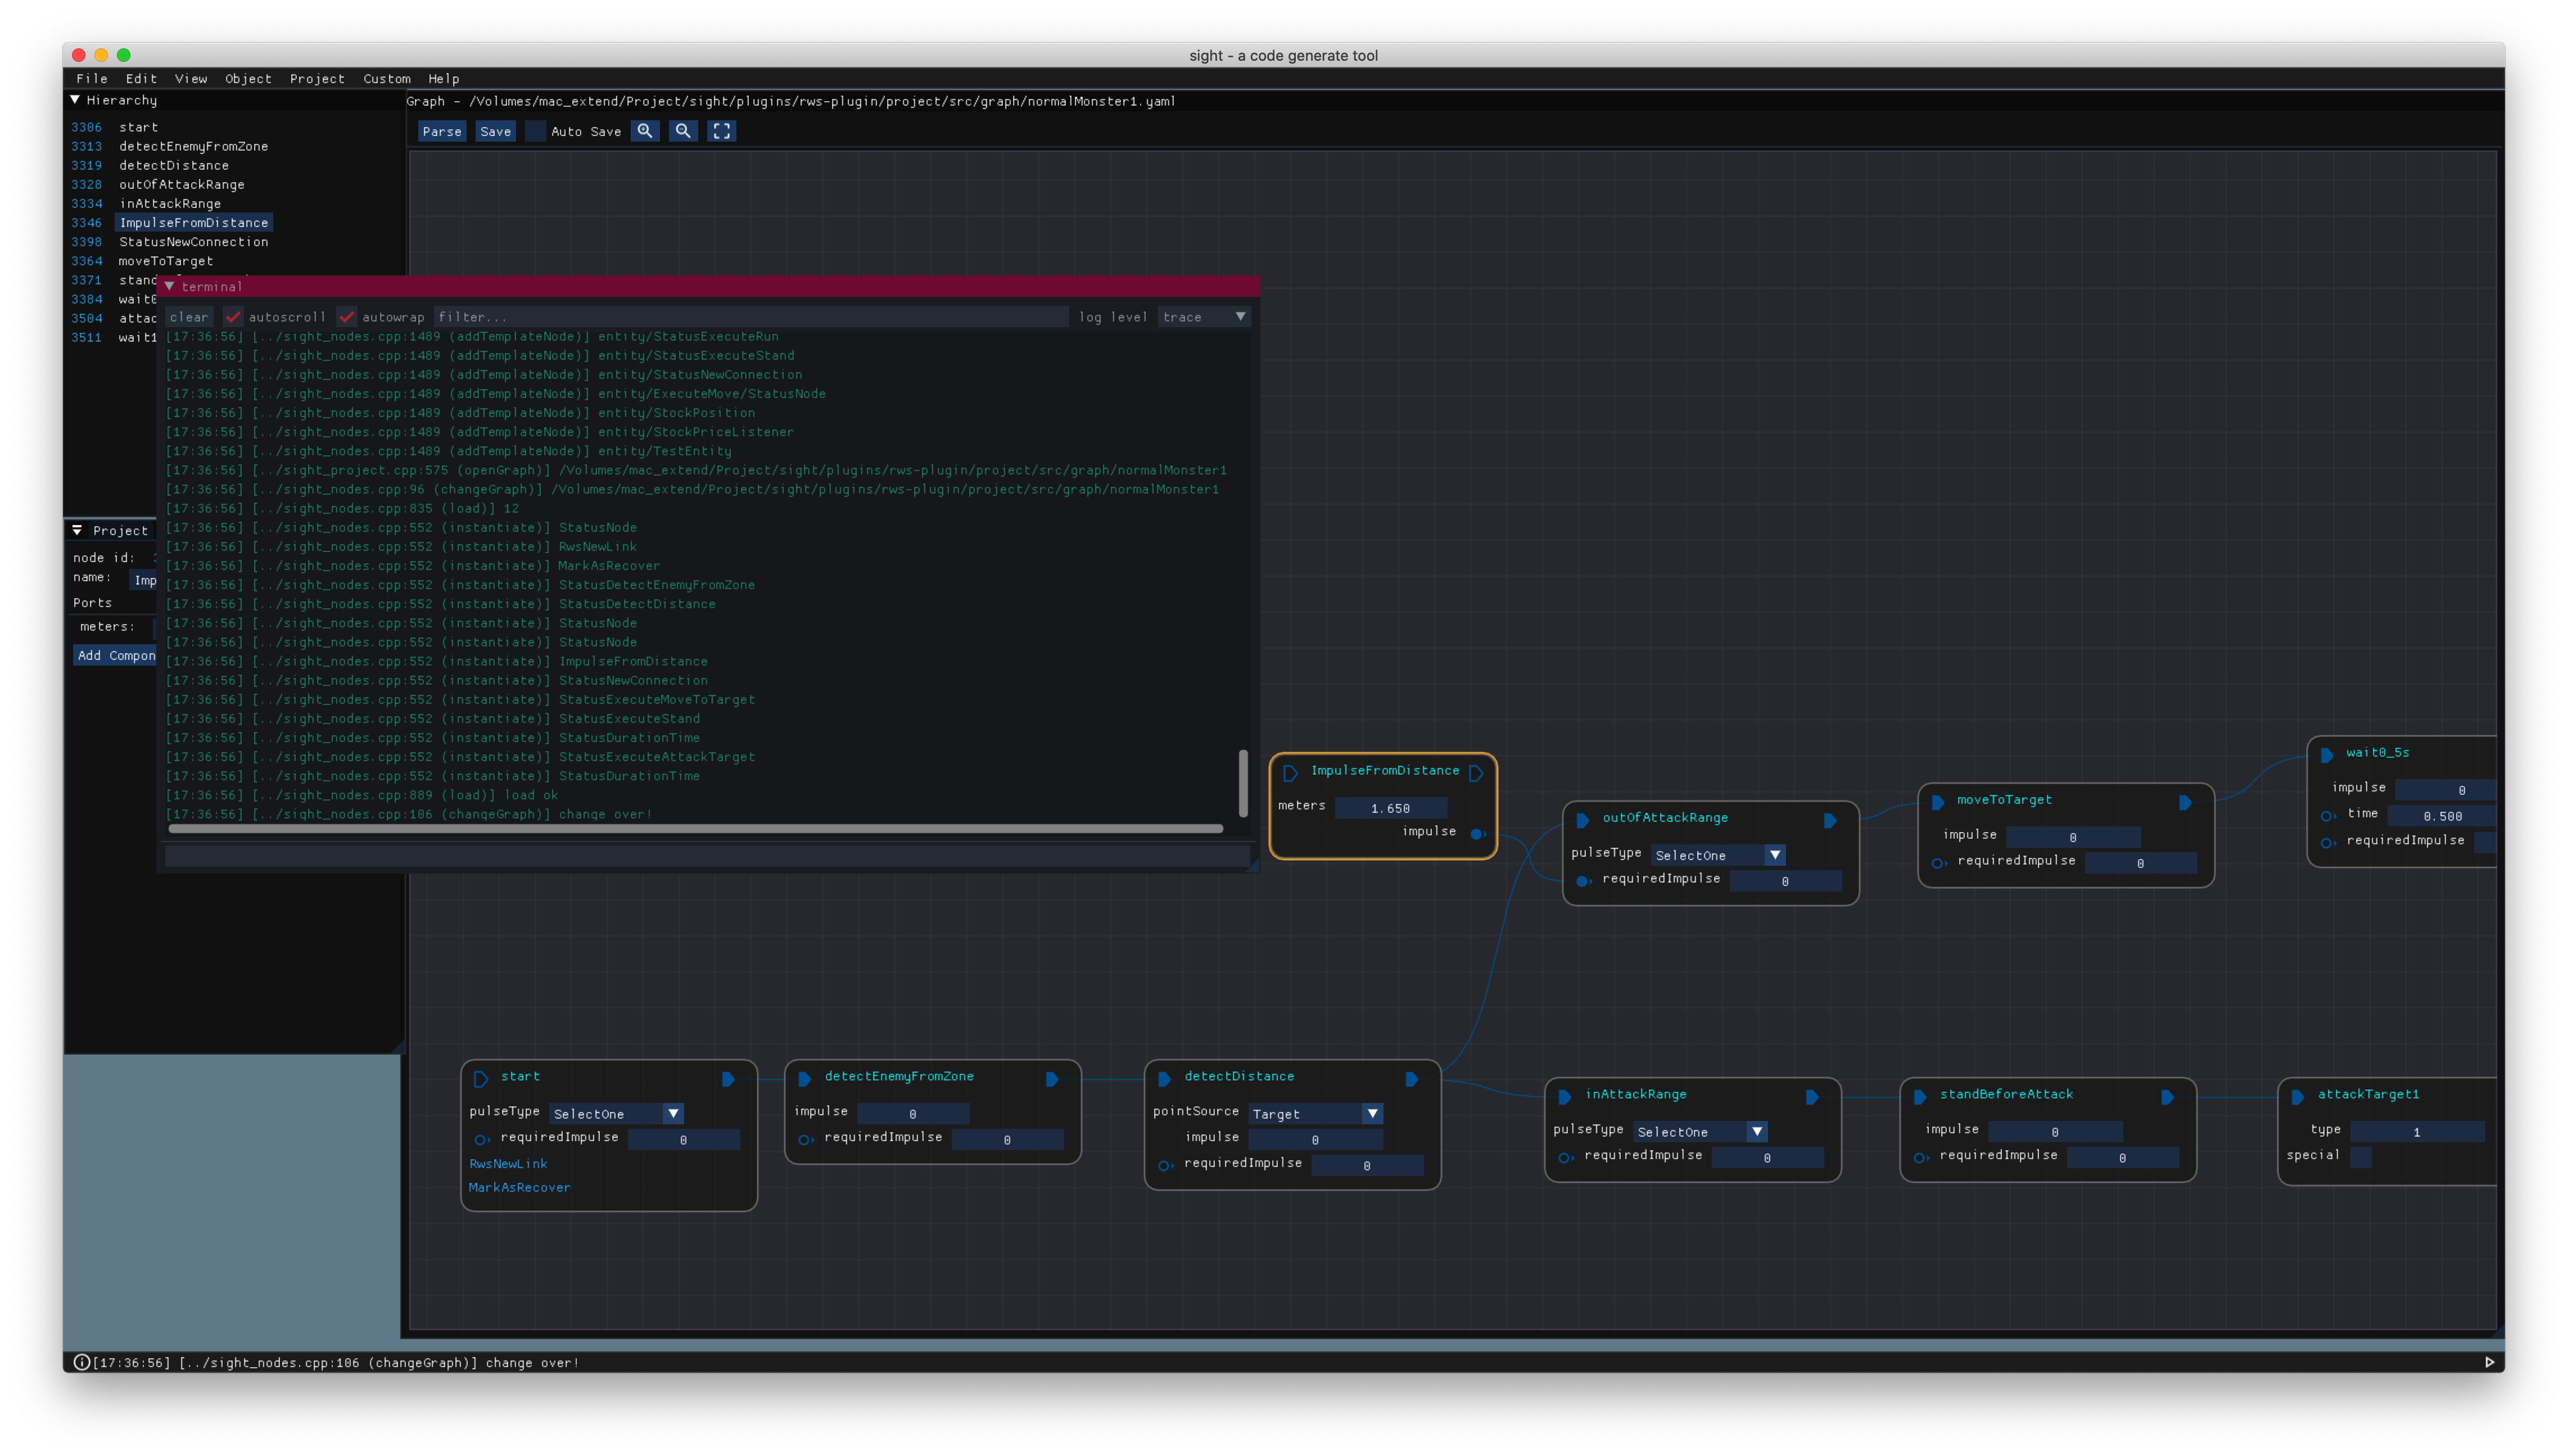 sight - a code generate tool
File Edit View Object Project Custom Help
Hierarchy
3306 start
3313 detectEnemyFromZone
3319 detectDistance
3328 outOfAttackRange
3334 inAttackRange
3346 ImpulseFromDistance
3398 StatusNewConnection
3364 moveToTarget
3371 stand
3384 wait0
3504 attac
3511 wait1
Graph - /Volumes/mac_extend/Project/sight/plugins/rws-plugin/project/src/graph/normalMonster1.yaml
Parse Save Auto Save
terminal
clear autoscroll autowrap filter... log level trace
[17:36:56] [../sight_nodes.cpp:1489 (addTemplateNode)] entity/StatusExecuteRun
[17:36:56] [../sight_nodes.cpp:1489 (addTemplateNode)] entity/StatusExecuteStand
[17:36:56] [../sight_nodes.cpp:1489 (addTemplateNode)] entity/StatusNewConnection
[17:36:56] [../sight_nodes.cpp:1489 (addTemplateNode)] entity/ExecuteMove/StatusNode
[17:36:56] [../sight_nodes.cpp:1489 (addTemplateNode)] entity/StockPosition
[17:36:56] [../sight_nodes.cpp:1489 (addTemplateNode)] entity/StockPriceListener
[17:36:56] [../sight_nodes.cpp:1489 (addTemplateNode)] entity/TestEntity
[17:36:56] [../sight_project.cpp:575 (openGraph)] /Volumes/mac_extend/Project/sight/plugins/rws-plugin/project/src/graph/normalMonster1
[17:36:56] [../sight_nodes.cpp:96 (changeGraph)] /Volumes/mac_extend/Project/sight/plugins/rws-plugin/project/src/graph/normalMonster1
[17:36:56] [../sight_nodes.cpp:835 (load)] 12
[17:36:56] [../sight_nodes.cpp:552 (instantiate)] StatusNode
[17:36:56] [../sight_nodes.cpp:552 (instantiate)] RwsNewLink
[17:36:56] [../sight_nodes.cpp:552 (instantiate)] MarkAsRecover
[17:36:56] [../sight_nodes.cpp:552 (instantiate)] StatusDetectEnemyFromZone
[17:36:56] [../sight_nodes.cpp:552 (instantiate)] StatusDetectDistance
[17:36:56] [../sight_nodes.cpp:552 (instantiate)] StatusNode
[17:36:56] [../sight_nodes.cpp:552 (instantiate)] StatusNode
[17:36:56] [../sight_nodes.cpp:552 (instantiate)] ImpulseFromDistance
[17:36:56] [../sight_nodes.cpp:552 (instantiate)] StatusNewConnection
[17:36:56] [../sight_nodes.cpp:552 (instantiate)] StatusExecuteMoveToTarget
[17:36:56] [../sight_nodes.cpp:552 (instantiate)] StatusExecuteStand
[17:36:56] [../sight_nodes.cpp:552 (instantiate)] StatusDurationTime
[17:36:56] [../sight_nodes.cpp:552 (instantiate)] StatusExecuteAttackTarget
[17:36:56] [../sight_nodes.cpp:552 (instantiate)] StatusDurationTime
[17:36:56] [../sight_nodes.cpp:889 (load)] load ok
[17:36:56] [../sight_nodes.cpp:106 (changeGraph)] change over!
Project
node id:
name: Imp
Ports
meters:
Add Compon
ImpulseFromDistance
meters 1.650
impulse
outOfAttackRange
pulseType SelectOne
requiredImpulse 0
moveToTarget
impulse 0
requiredImpulse 0
wait0_5s
impulse 0
time 0.500
requiredImpulse
start
pulseType SelectOne
requiredImpulse 0
RwsNewLink
MarkAsRecover
detectEnemyFromZone
impulse 0
requiredImpulse 0
detectDistance
pointSource Target
impulse 0
requiredImpulse 0
inAttackRange
pulseType SelectOne
requiredImpulse 0
standBeforeAttack
impulse 0
requiredImpulse 0
attackTarget1
type 1
special
[17:36:56] [../sight_nodes.cpp:106 (changeGraph)] change over!